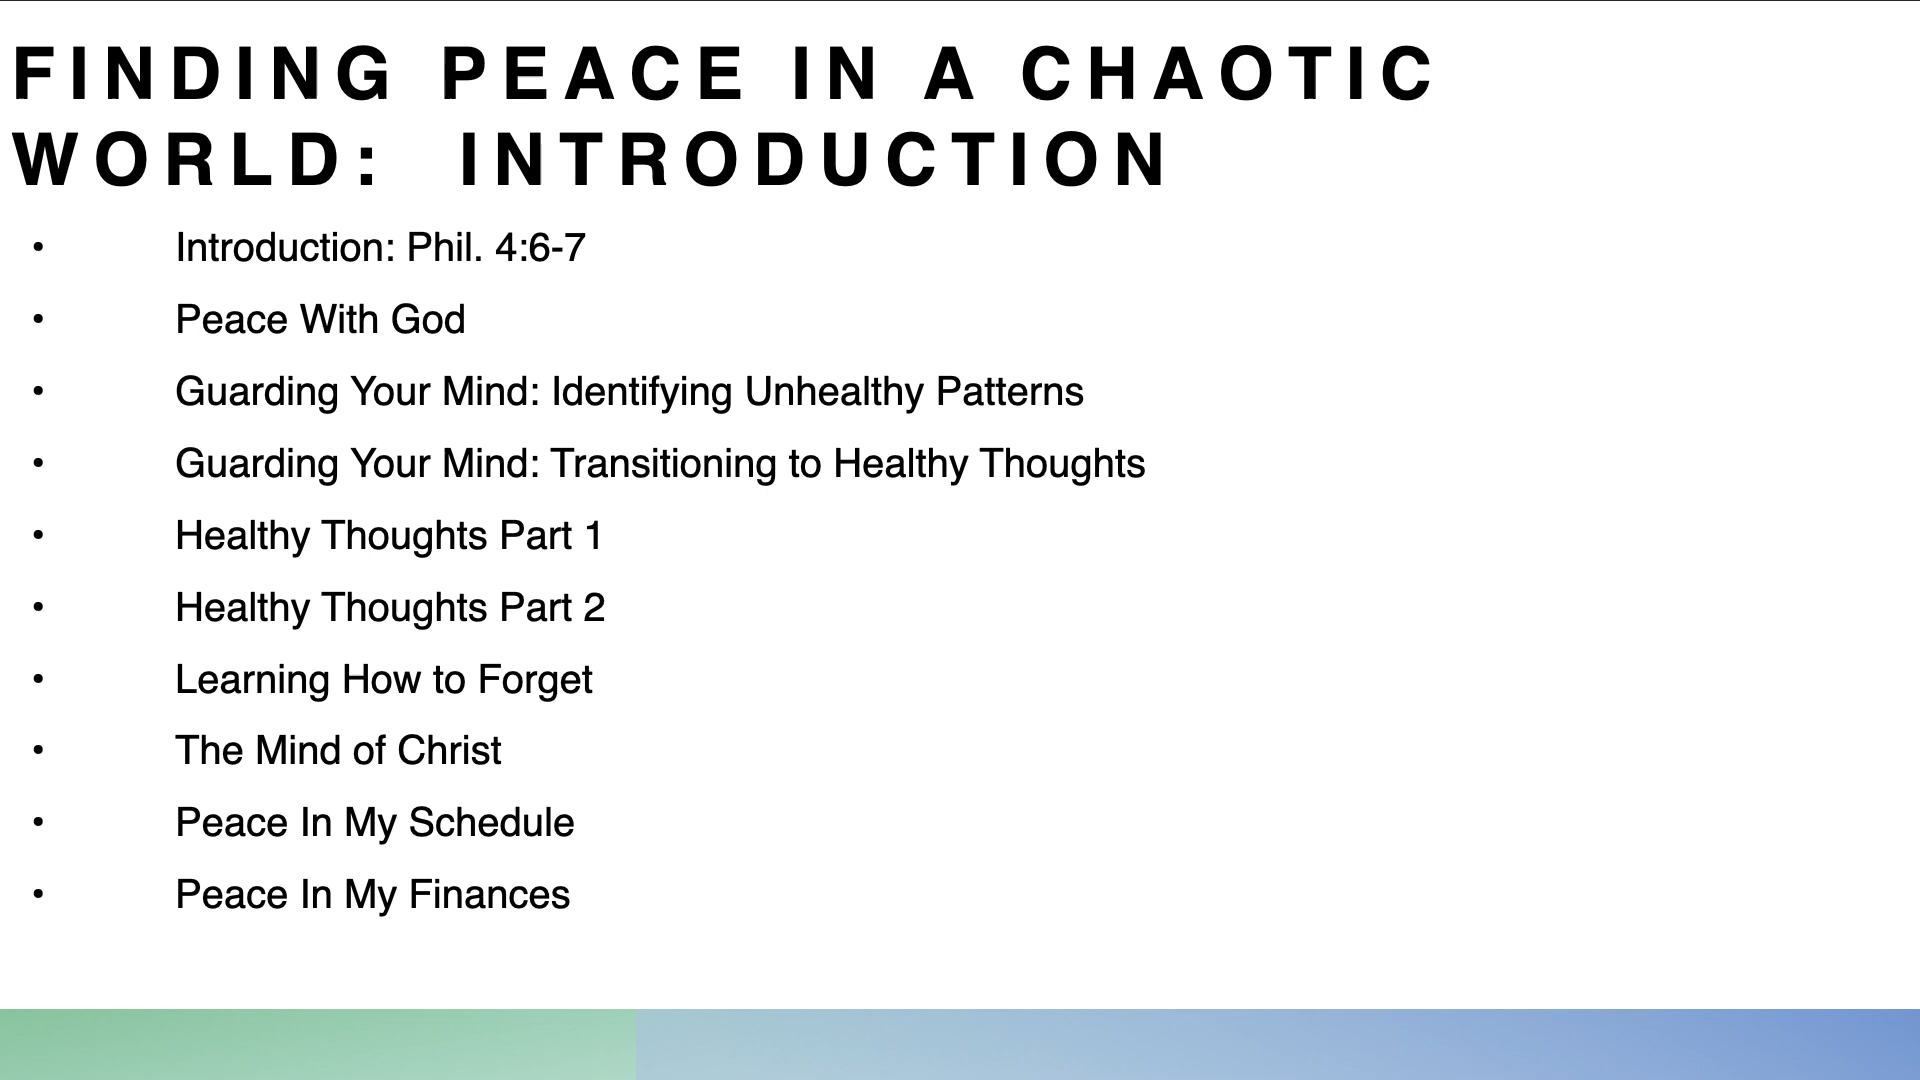 FINDING PEACE IN A CHAOTIC
WORLD: INTRODUCTION
• Introduction: Phil. 4:6-7
• Peace With God
• Guarding Your Mind: Identifying Unhealthy Patterns
• Guarding Your Mind: Transitioning to Healthy Thoughts
• Healthy Thoughts Part 1
• Healthy Thoughts Part 2
• Learning How to Forget
• The Mind of Christ
• Peace In My Schedule
• Peace In My Finances